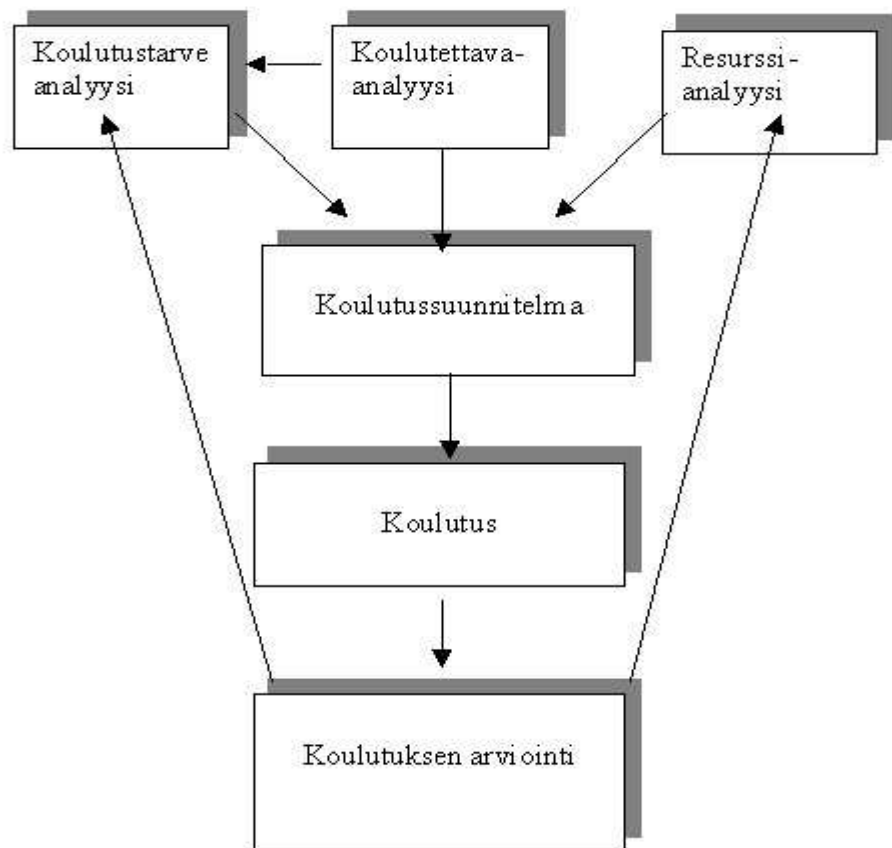 Koulutustarve
analyysi
Koulutettava-
analyysi
Resurssi-
analyysi
Koulutussuunnitelma
Koulutus
Koulutuksen arviointi